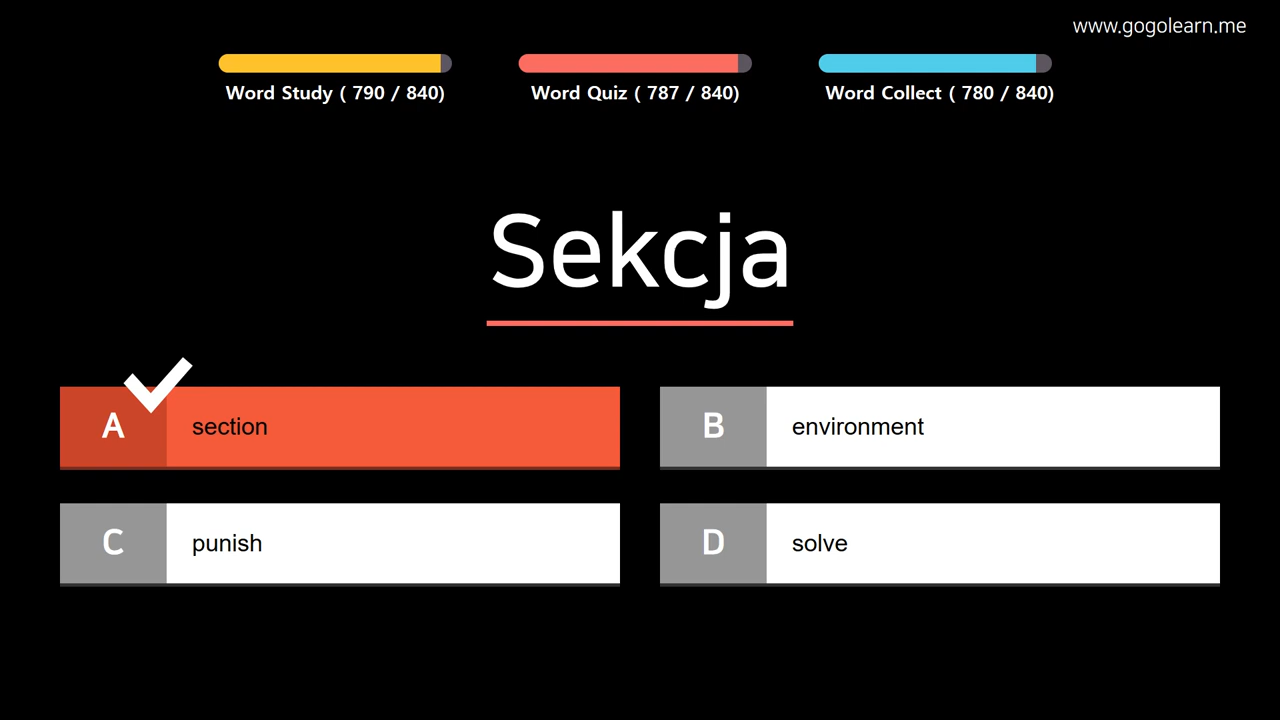 www.gogolearn.me
Word Study ( 790 / 840)
Word Quiz ( 787 / 840)
Word Collect ( 780 / 840)
Sekcja
A section
B environment
C punish
D solve